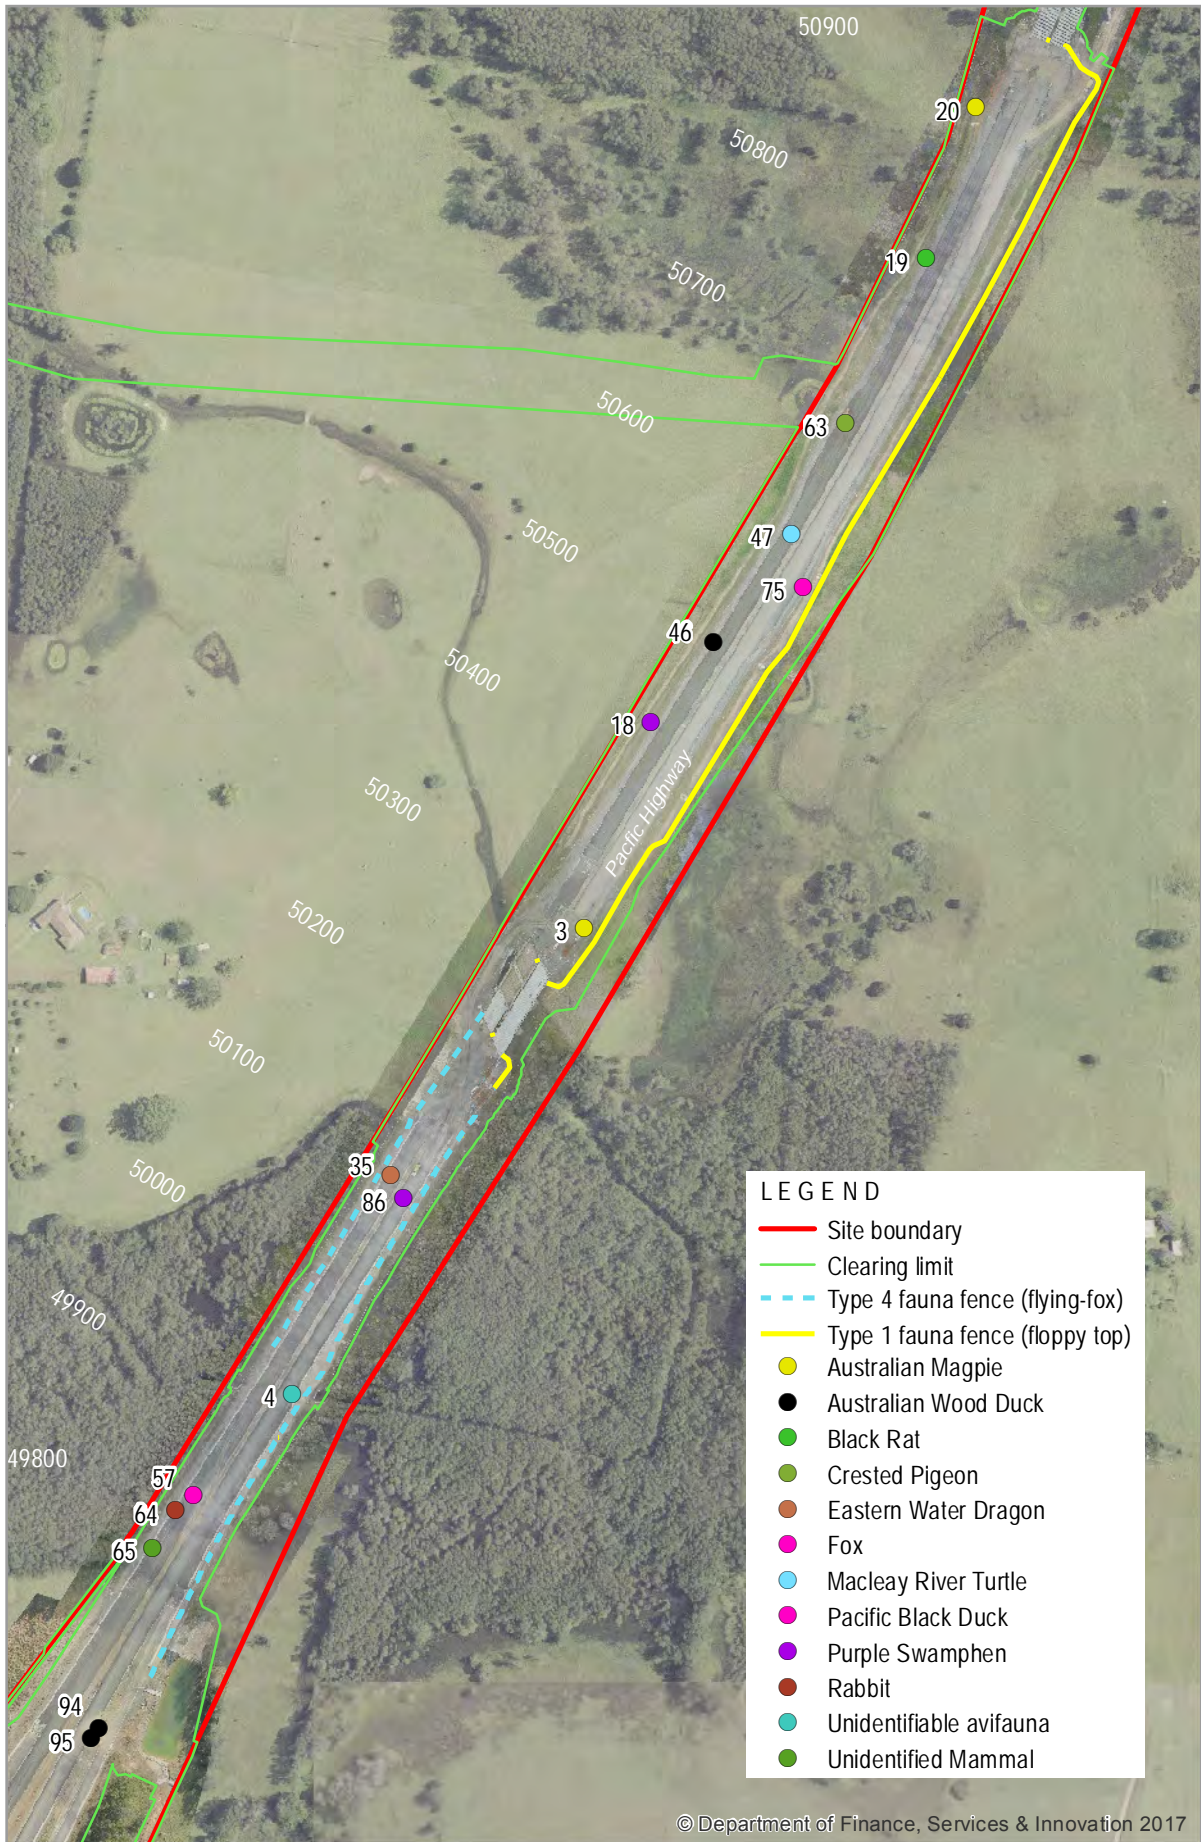 50900
20
50800
19
50700
50600
63
50500
47
75
46
50400
18
50300
Pacfic Highway
50200
3
50100
35
50000
86
49900
4
49800
57
64
65
94
95
LEGEND
Site boundary
Clearing limit
Type 4 fauna fence (flying-fox)
Type 1 fauna fence (floppy top)
Australian Magpie
Australian Wood Duck
Black Rat
Crested Pigeon
Eastern Water Dragon
Fox
Macleay River Turtle
Pacific Black Duck
Purple Swamphen
Rabbit
Unidentifiable avifauna
Unidentified Mammal
© Department of Finance, Services & Innovation 2017